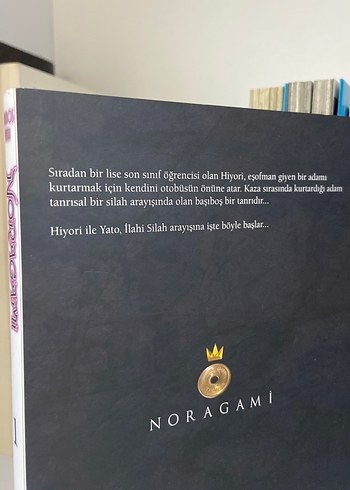 Sıradan bir lise son sınıf öğrencisi olan Hiyori, eşofman giyen bir adamı
kurtarmak için kendini otobüsün önüne atar. Kaza sırasında kurtardığı adam
tanrısal bir silah arayışında olan başıboş bir tanrıdır...
Hiyori ile Yato, İlahi Silah arayışına işte böyle başlar...
NORAGAMİ
NORAGAMI
1